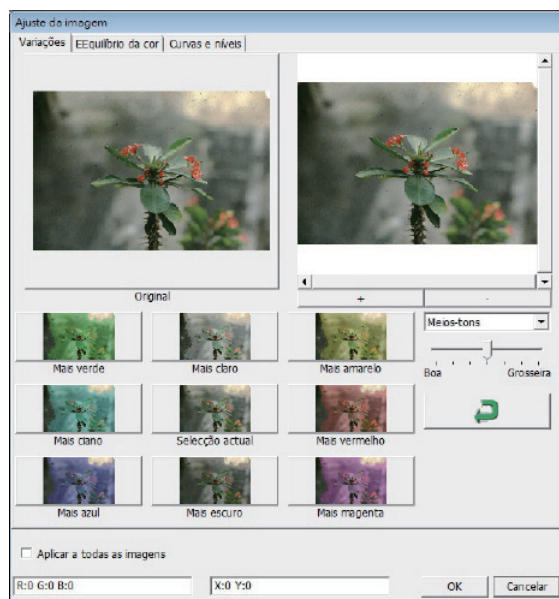 Ajuste da imagem
Variações EEquilíbrio da cor Curvas e níveis
Original
+ -
Meios-tons
Boa Grosseira
Mais verde Mais claro Mais amarelo
Mais ciano Selecção actual Mais vermelho
Mais azul Mais escuro Mais magenta
Aplicar a todas as imagens
R:0 G:0 B:0 X:0 Y:0 OK Cancelar